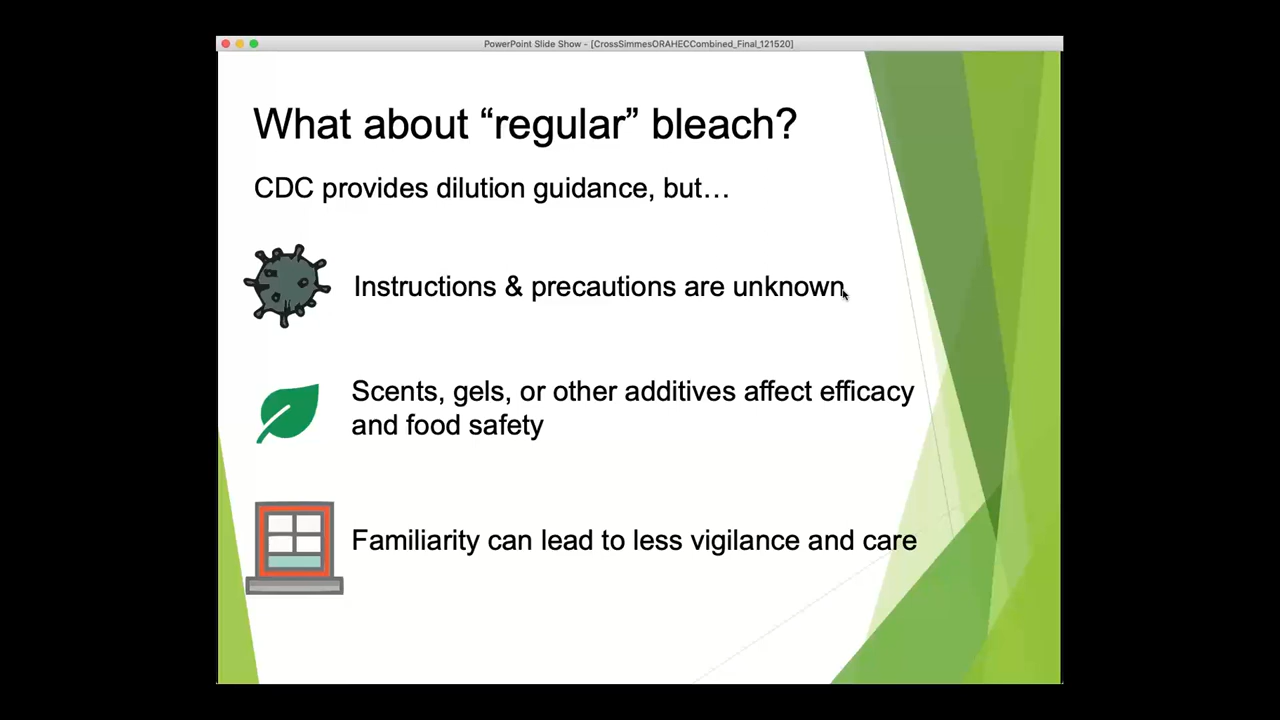 PowerPoint Slide Show - [CrossSimmesORAHECCombined_Final_121520]
What about “regular” bleach?
CDC provides dilution guidance, but…
Instructions & precautions are unknown
Scents, gels, or other additives affect efficacy
and food safety
Familiarity can lead to less vigilance and care